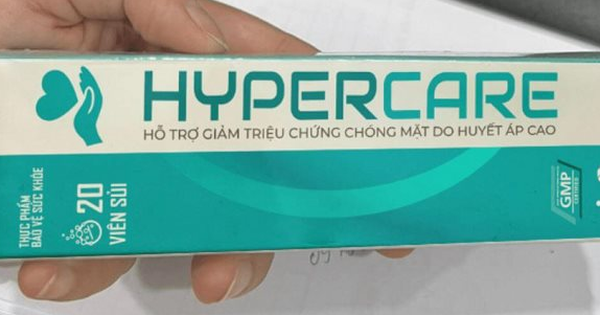 HYPERCARE
HỖ TRỢ GIẢM TRIỆU CHỨNG CHÓNG MẶT DO HUYẾT ÁP CAO
THỰC PHẨM
BẢO VỆ SỨC KHỎE
20
VIÊN SỦI
GMP
CERTIFIED